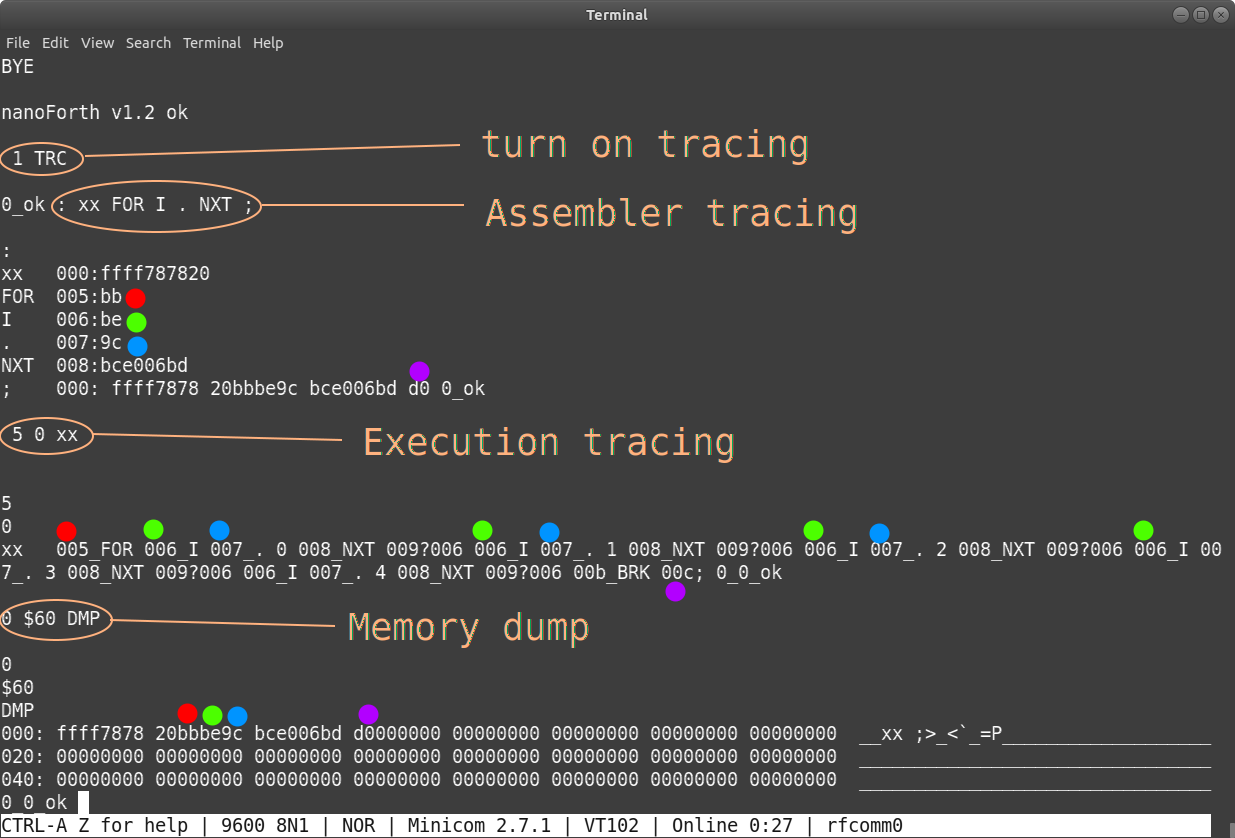 Terminal
File Edit View Search Terminal Help
BYE
nanoForth v1.2 ok
turn on tracing
1 TRC
0_ok : xx FOR I . NXT ;
Assembler tracing
:
xx 000:ffff787820
FOR 005:bb
I 006:be
. 007:9c
NXT 008:bce006bd
; 000: ffff7878 20bbbe9c bce006bd d0 0_ok
5 0 xx
Execution tracing
5
0
xx 005_FOR 006_I 007_. 0 008_NXT 009?006 006_I 007_. 1 008_NXT 009?006 006_I 007_. 2 008_NXT 009?006 006_I 00
7_. 3 008_NXT 009?006 006_I 007_. 4 008_NXT 009?006 00b_BRK 00c; 0_0_ok
0 $60 DMP
Memory dump
0
$60
DMP
000: ffff7878 20bbbe9c bce006bd d0000000 00000000 00000000 00000000 00000000 __xx ;>_<`_=P___________________
020: 00000000 00000000 00000000 00000000 00000000 00000000 00000000 00000000 ________________________________
040: 00000000 00000000 00000000 00000000 00000000 00000000 00000000 00000000 ________________________________
0_0_ok
CTRL-A Z for help | 9600 8N1 | NOR | Minicom 2.7.1 | VT102 | Online 0:27 | rfcomm0